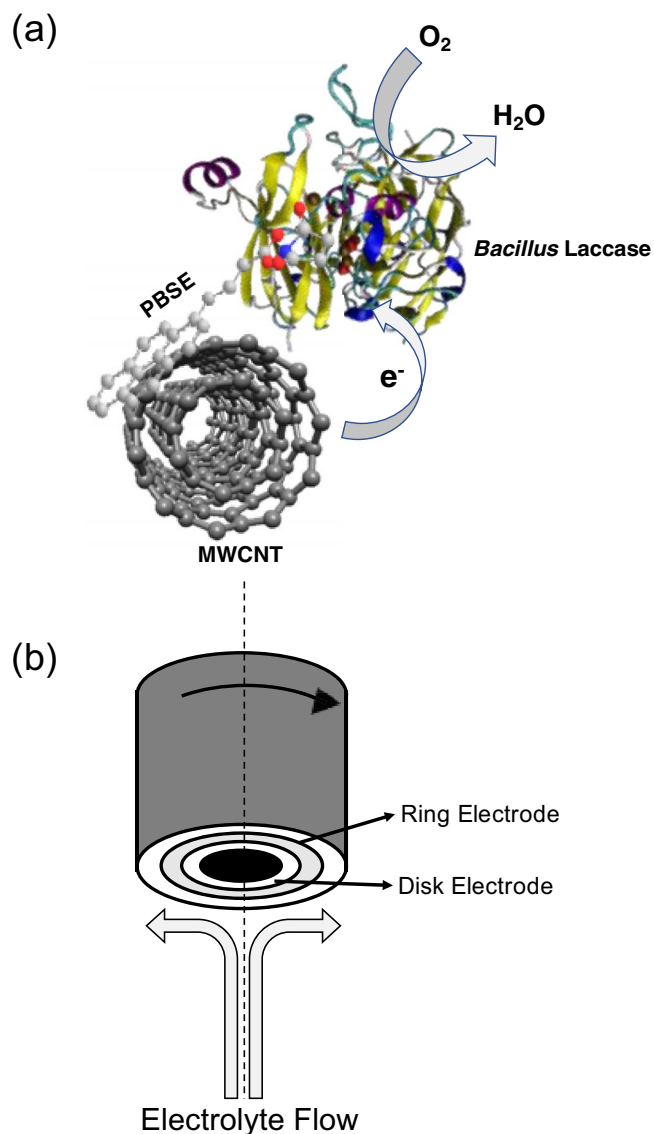 (a)
O₂
H₂O
Bacillus Laccase
PBSE
e⁻
MWCNT
(b)
Ring Electrode
Disk Electrode
Electrolyte Flow